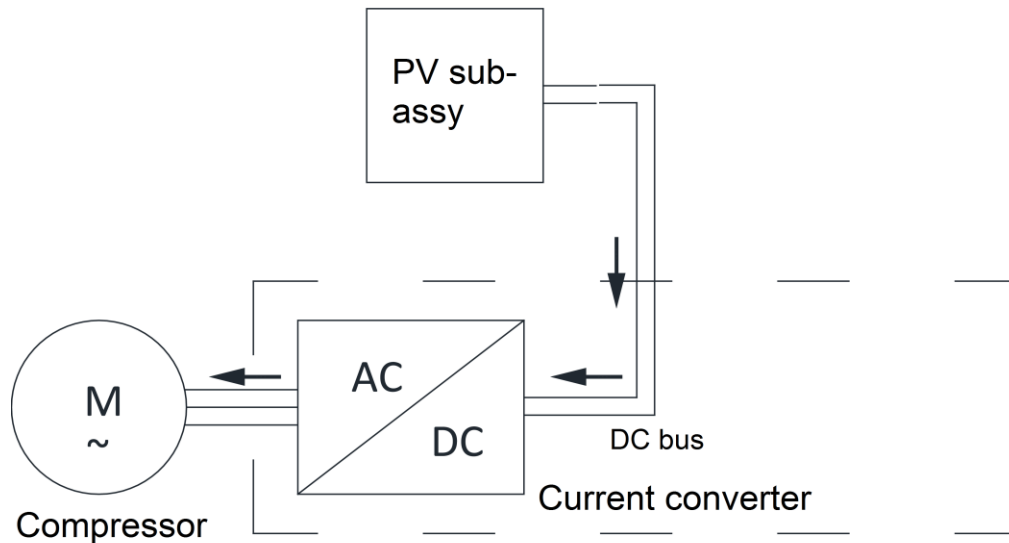 PV sub-
assy
AC
M
~
DC
DC bus
Current converter
Compressor